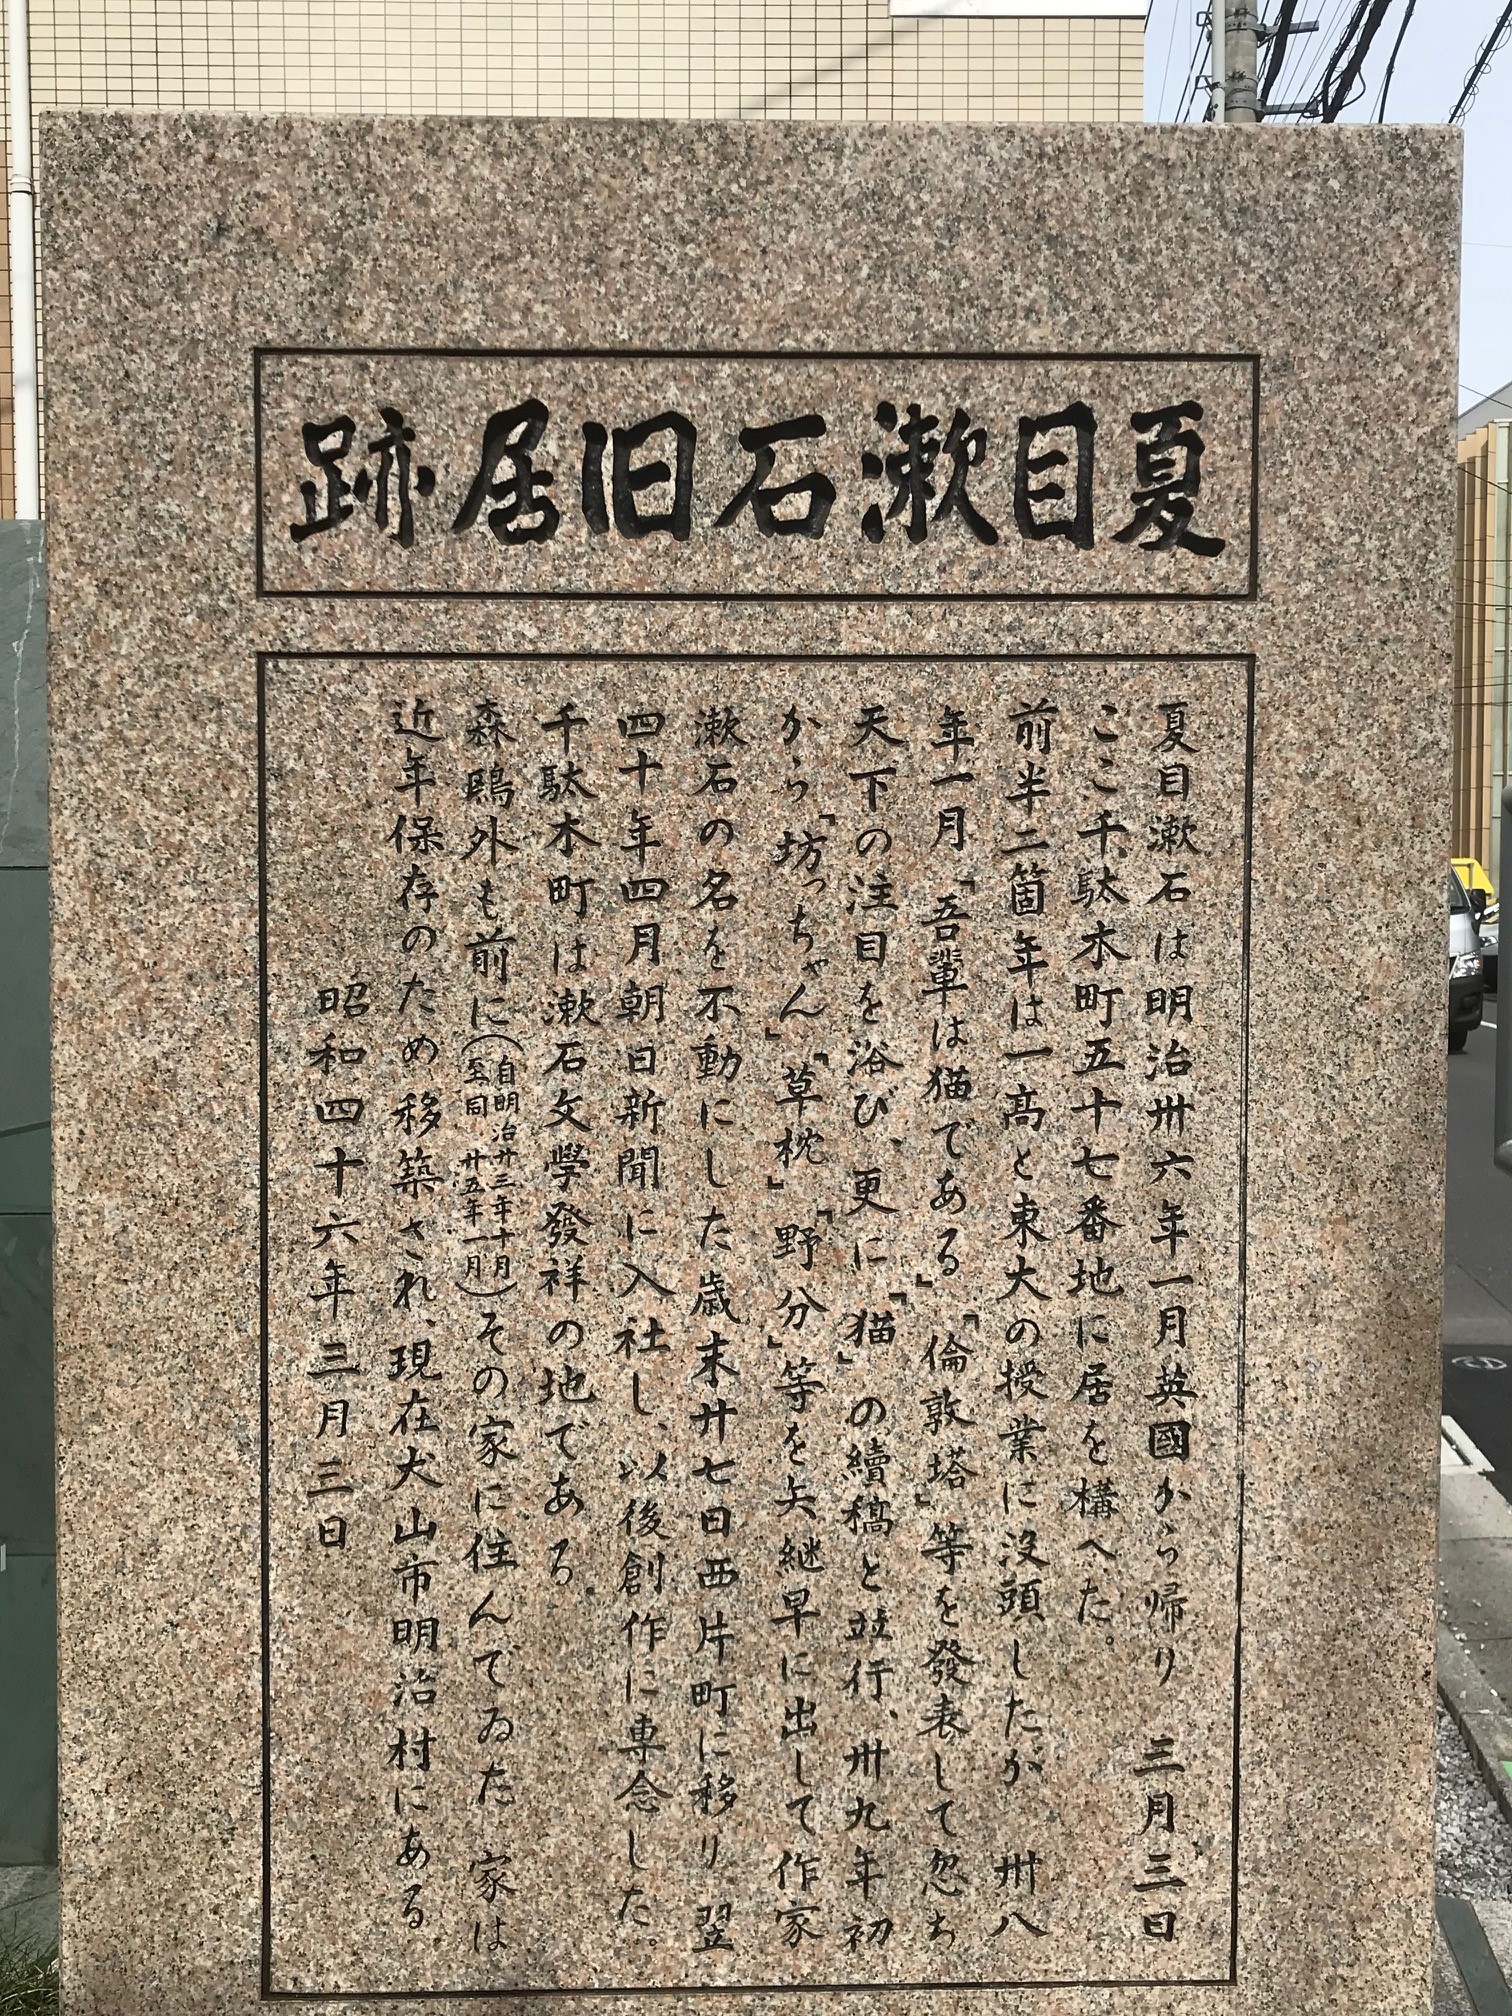 夏目漱石旧居跡
夏目漱石は明治卅六年一月英國から帰り 三月三日
ここ千駄木町五十七番地に居を構へた。
前半二箇年は一高と東大の授業に没頭したが 卅八
年一月「吾輩は猫である」「倫敦塔」等を發表して忽ち
天下の注目を浴び、更に「猫」の續稿と並行、卅九年初
から「坊っちゃん」「草枕」「野分」等を矢継早に出して作家
漱石の名を不動にした歳末廿七日西片町に移り 翌
四十年四月朝日新聞に入社し、以後創作に専念した。
千駄木町は漱石文學發祥の地である。
森鷗外も前に（自明治廿三年十月至同 廿五年一月）その家に住んでゐた 家は
近年保存のため移築され、現在犬山市明治村にある
昭和四十六年三月三日